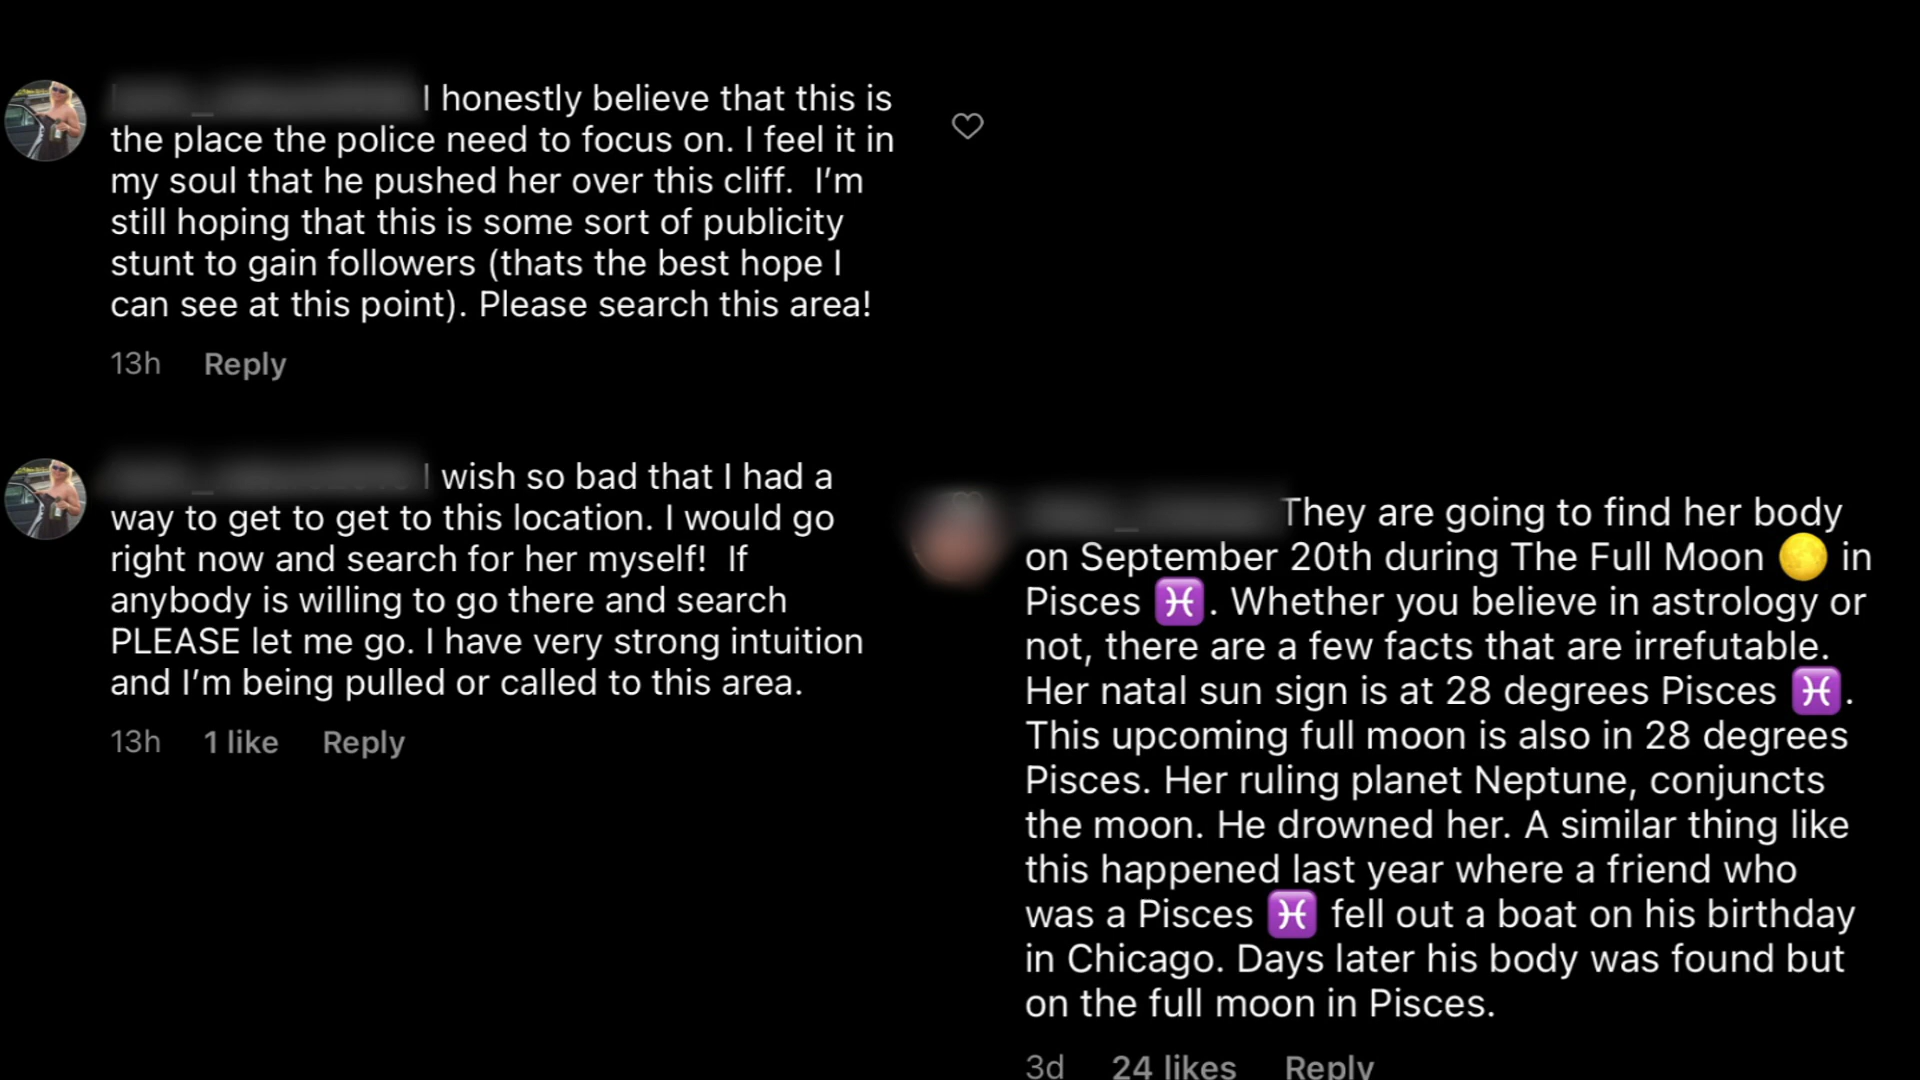 I honestly believe that this is
the place the police need to focus on. I feel it in
my soul that he pushed her over this cliff.  I’m
still hoping that this is some sort of publicity
stunt to gain followers (thats the best hope I
can see at this point). Please search this area!
13h Reply
I wish so bad that I had a
way to get to get to this location. I would go
right now and search for her myself!  If
anybody is willing to go there and search
PLEASE let me go. I have very strong intuition
and I’m being pulled or called to this area.
13h 1 like Reply
They are going to find her body
on September 20th during The Full Moon 🌕 in
Pisces ♓. Whether you believe in astrology or
not, there are a few facts that are irrefutable.
Her natal sun sign is at 28 degrees Pisces ♓.
This upcoming full moon is also in 28 degrees
Pisces. Her ruling planet Neptune, conjuncts
the moon. He drowned her. A similar thing like
this happened last year where a friend who
was a Pisces ♓ fell out a boat on his birthday
in Chicago. Days later his body was found but
on the full moon in Pisces.
3d 24 likes Reply